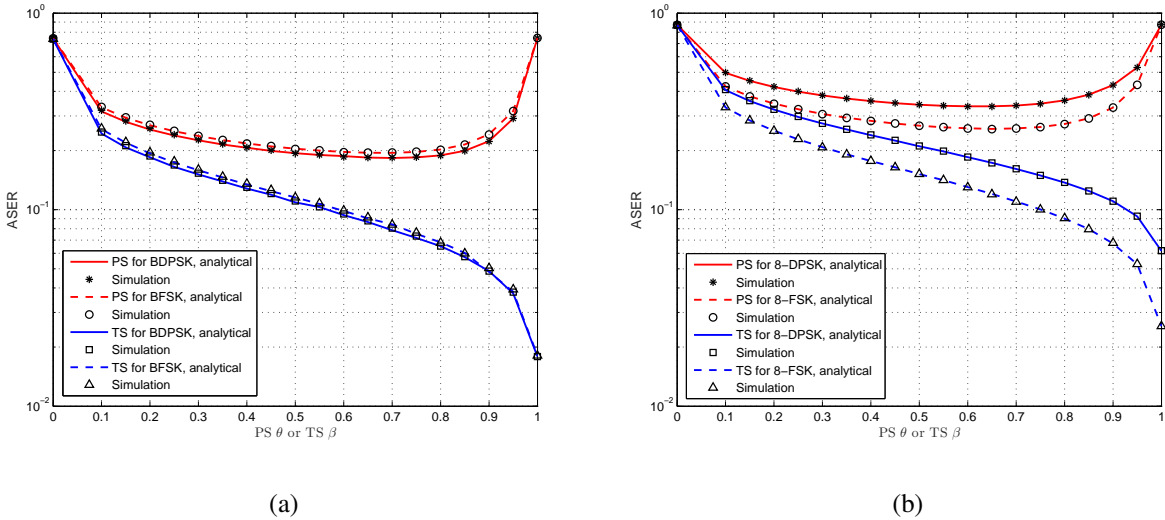 10^0
10^-1
10^-2
ASER
PS for BDPSK, analytical
Simulation
PS for BFSK, analytical
Simulation
TS for BDPSK, analytical
Simulation
TS for BFSK, analytical
Simulation
0 0.1 0.2 0.3 0.4 0.5 0.6 0.7 0.8 0.9 1
PS θ or TS β
(a)
10^0
10^-1
10^-2
ASER
PS for 8-DPSK, analytical
Simulation
PS for 8-FSK, analytical
Simulation
TS for 8-DPSK, analytical
Simulation
TS for 8-FSK, analytical
Simulation
0 0.1 0.2 0.3 0.4 0.5 0.6 0.7 0.8 0.9 1
PS θ or TS β
(b)